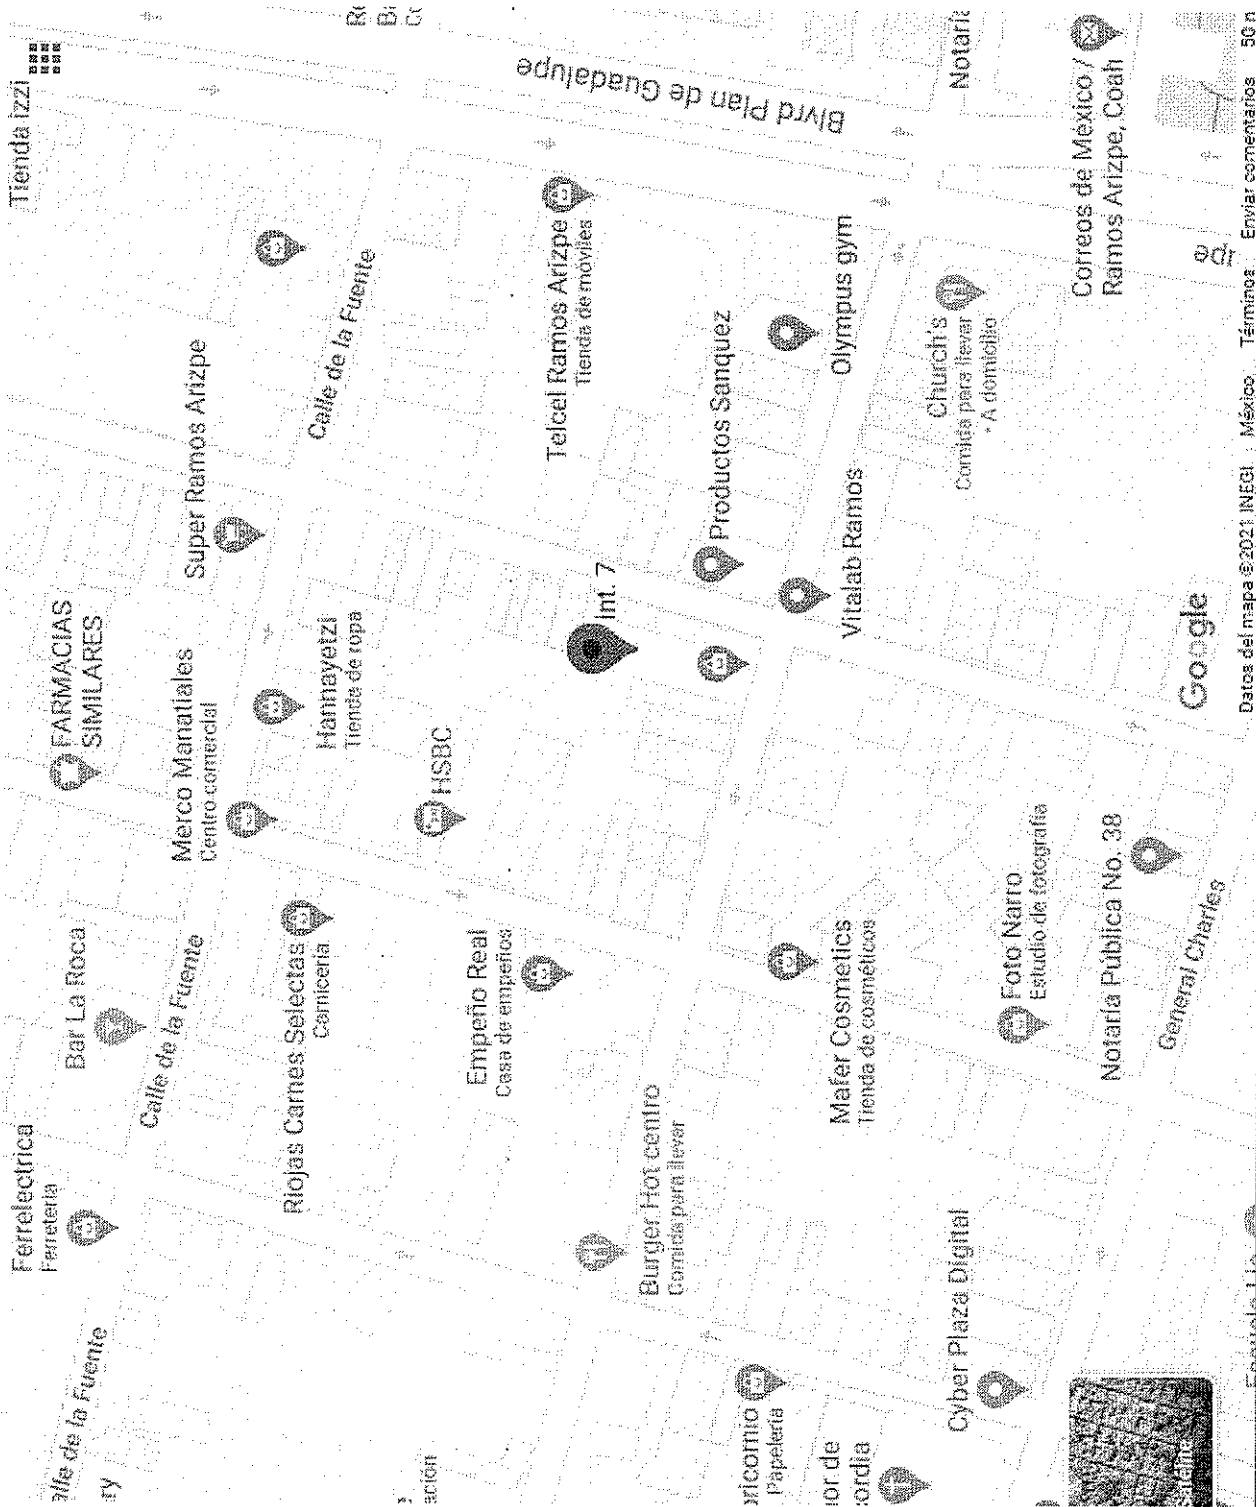 Tienda izzi
Ferrelectrica
Ferretería
Bar La Roca
FARMACIAS
SIMILARES
Calle de la Fuente
Merco Manatiales
Centro comercial
Super Ramos Arizpe
Hannayetzi
Tienda de ropa
Calle de la Fuente
Riojas Carnes Selectas
Carnicería
HSBC
Blvrd Plan de Guadalupe
Empeño Real
Casa de empeños
Int. 7
Telcel Ramos Arizpe
Tienda de móviles
Burger Hot centro
Comida para llevar
Productos Sanquez
oricornio
Papelería
Mafer Cosmetics
Tienda de cosméticos
Vitalab Ramos
Olympus gym
ior de
cordia
Cyber Plaza Digital
Foto Narro
Estudio de fotografía
Church's
Comida para llevar
• A domicilio
Notaría
Notaría Pública No. 38
General Charles
Correos de México /
Ramos Arizpe, Coah
Google
Datos del mapa ©2021 INEGI México Términos Enviar comentarios 50 m